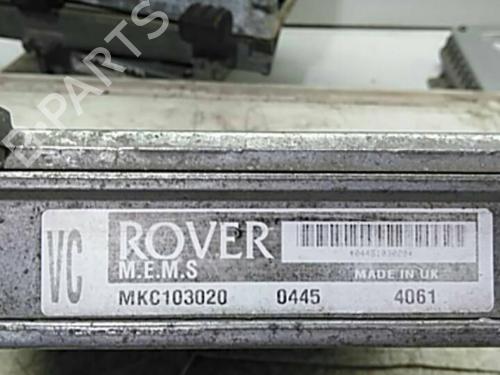 VC
ROVER
M.E.M.S
MADE IN UK
MKC103020 0445 4061
B-PARTS